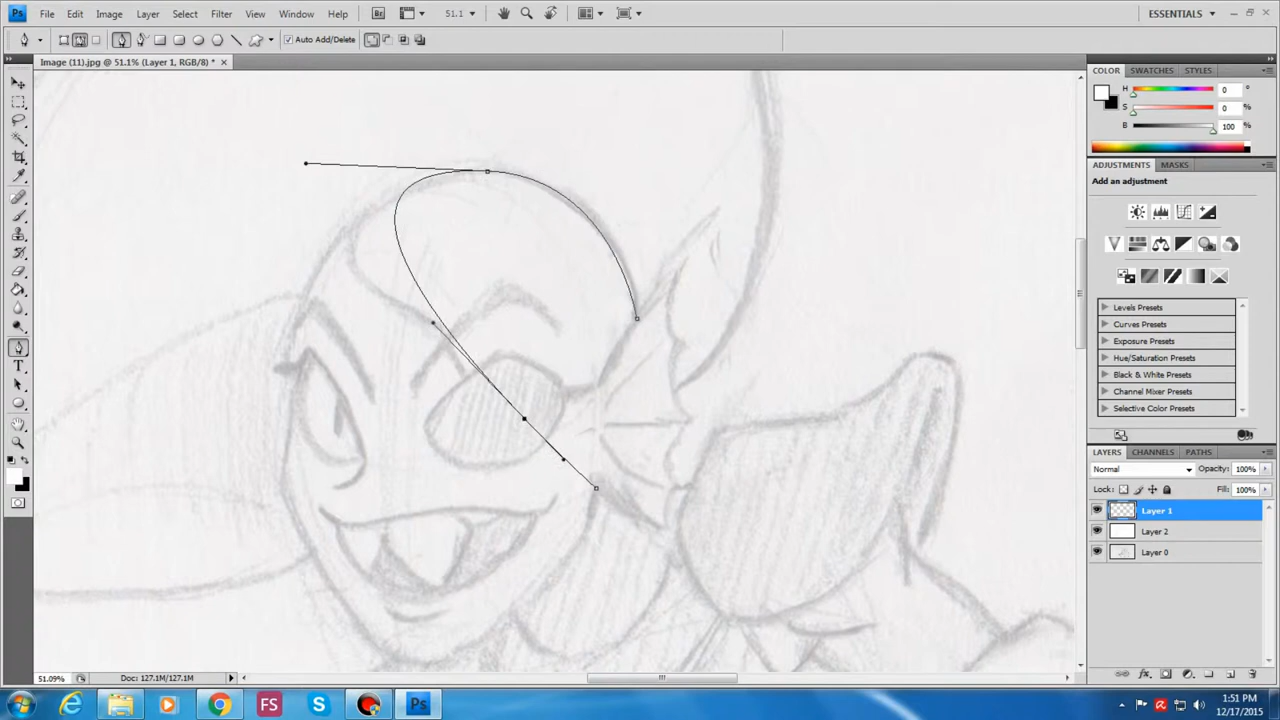 Ps File Edit Image Layer Select Filter View Window Help Br 51.1 ESSENTIALS
Auto Add/Delete
Image (11).jpg @ 51.1% (Layer 1, RGB/8) *
COLOR SWATCHES STYLES
H 0 °
S 0 %
B 100 %
ADJUSTMENTS MASKS
Add an adjustment
Levels Presets
Curves Presets
Exposure Presets
Hue/Saturation Presets
Black & White Presets
Channel Mixer Presets
Selective Color Presets
LAYERS CHANNELS PATHS
Normal Opacity: 100%
Lock: Fill: 100%
Layer 1
Layer 2
Layer 0
T
51.09% Doc: 127.1M/127.1M
FS S Ps
1:51 PM
12/17/2015